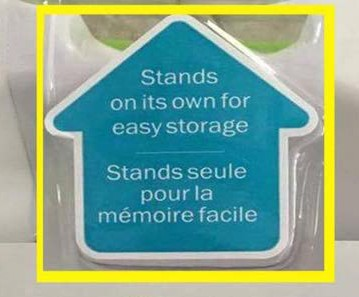 Stands
on its own for
easy storage
Stands seule
pour la
mémoire facile